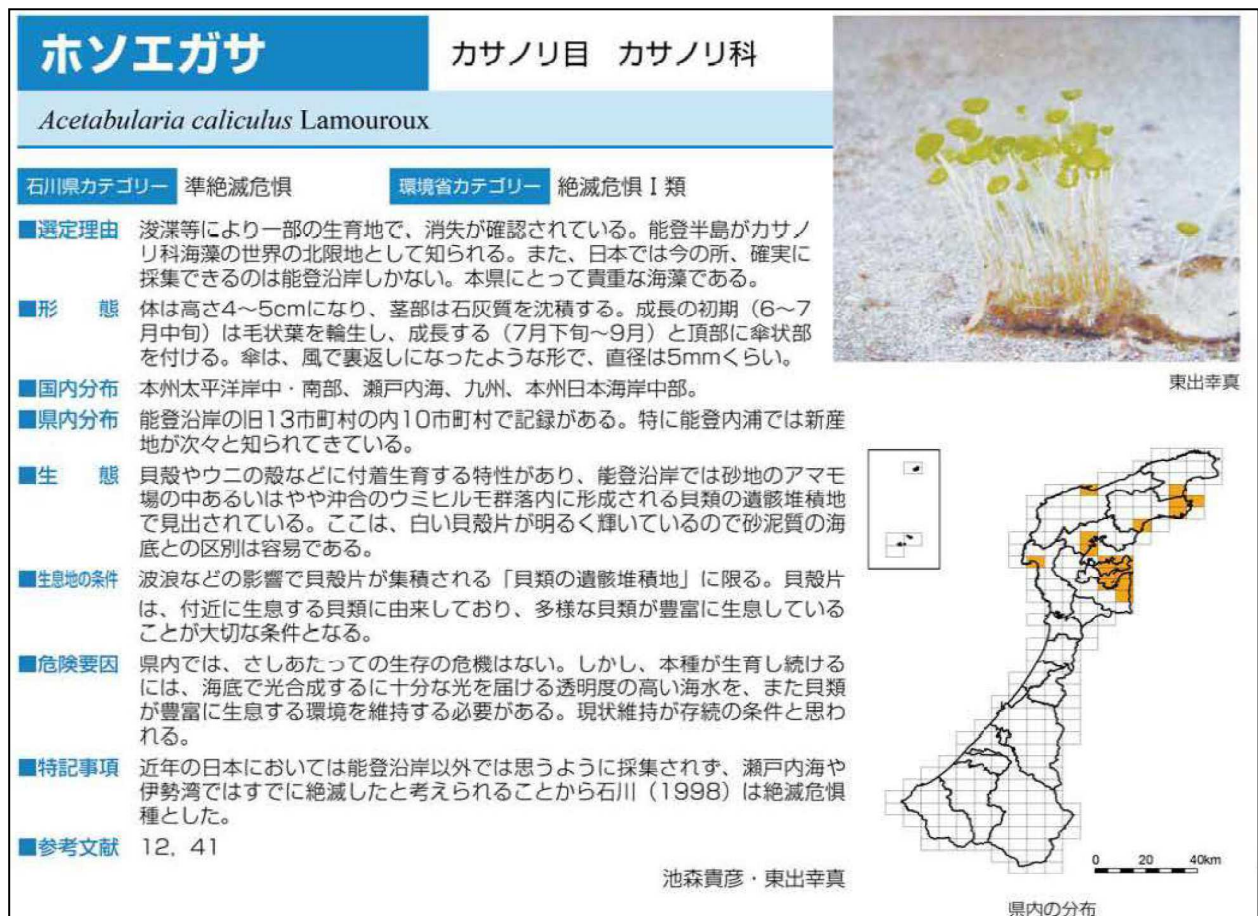 ホソエガサ
カサノリ目　カサノリ科
Acetabularia caliculus Lamouroux
石川県カテゴリー 準絶滅危惧 環境省カテゴリー 絶滅危惧Ⅰ類
■選定理由 浚渫等により一部の生育地で、消失が確認されている。能登半島がカサノ
リ科海藻の世界の北限地として知られる。また、日本では今の所、確実に
採集できるのは能登沿岸しかない。本県にとって貴重な海藻である。
■形　態 体は高さ4〜5cmになり、茎部は石灰質を沈積する。成長の初期（6〜7
月中旬）は毛状葉を輪生し、成長する（7月下旬〜9月）と頂部に傘状部
を付ける。傘は、風で裏返しになったような形で、直径は5mmくらい。
■国内分布 本州太平洋岸中・南部、瀬戸内海、九州、本州日本海岸中部。
■県内分布 能登沿岸の旧13市町村の内10市町村で記録がある。特に能登内浦では新産
地が次々と知られてきている。
■生　態 貝殻やウニの殻などに付着生育する特性があり、能登沿岸では砂地のアマモ
場の中あるいはやや沖合のウミヒルモ群落内に形成される貝類の遺骸堆積地
で見出されている。ここは、白い貝殻片が明るく輝いているので砂泥質の海
底との区別は容易である。
■生息地の条件 波浪などの影響で貝殻片が集積される「貝類の遺骸堆積地」に限る。貝殻片
は、付近に生息する貝類に由来しており、多様な貝類が豊富に生息している
ことが大切な条件となる。
■危険要因 県内では、さしあたっての生存の危機はない。しかし、本種が生育し続ける
には、海底で光合成するに十分な光を届ける透明度の高い海水を、また貝類
が豊富に生息する環境を維持する必要がある。現状維持が存続の条件と思わ
れる。
■特記事項 近年の日本においては能登沿岸以外では思うように採集されず、瀬戸内海や
伊勢湾ではすでに絶滅したと考えられることから石川（1998）は絶滅危惧
種とした。
■参考文献 12，41
池森貴彦・東出幸真
東出幸真
0 20 40km
県内の分布